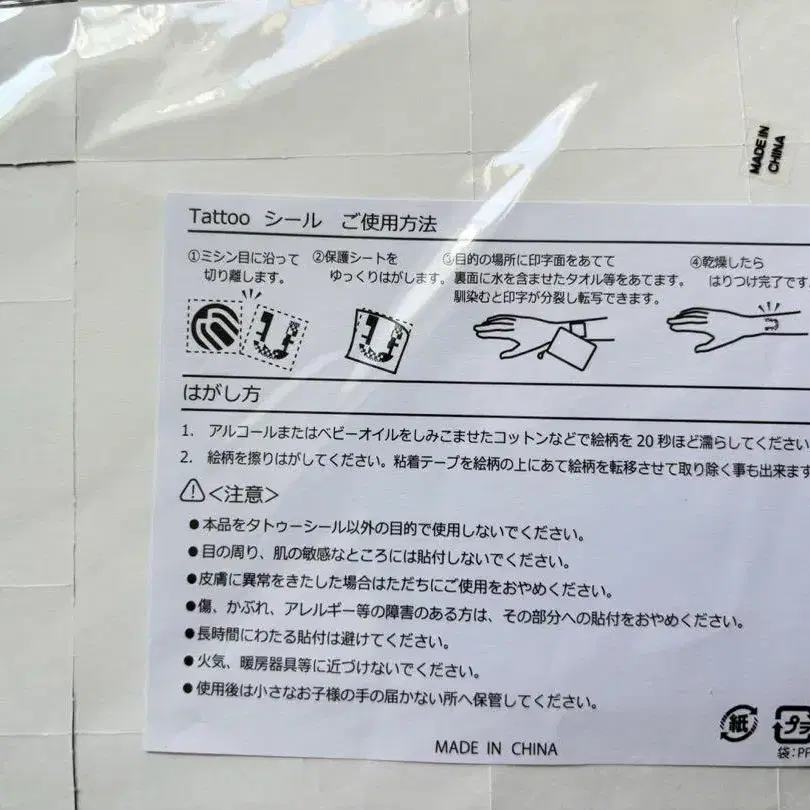 MADE IN
CHINA
Tattoo シール ご使用方法
①ミシン目に沿って
切り離します。
②保護シートを
ゆっくりはがします。
③目的の場所に印字面をあてて
裏面に水を含ませたタオル等をあてます。
馴染むと印字が分裂し転写できます。
④乾燥したら
はりつけ完了です
はがし方
1. アルコールまたはベビーオイルをしみこませたコットンなどで絵柄を 20 秒ほど濡らしてください
2. 絵柄を擦りはがしてください。粘着テープを絵柄の上にあて絵柄を転移させて取り除く事も出来ます
<注意>
●本品をタトゥーシール以外の目的で使用しないでください。
●目の周り、肌の敏感なところには貼付しないでください。
●皮膚に異常をきたした場合はただちにご使用をおやめください。
●傷、かぶれ、アレルギー等の障害のある方は、その部分への貼付をおやめください。
●長時間にわたる貼付は避けてください。
●火気、暖房器具等に近づけないでください。
●使用後は小さなお子様の手の届かない所へ保管してください。
紙
プラ
袋：PP
MADE IN CHINA